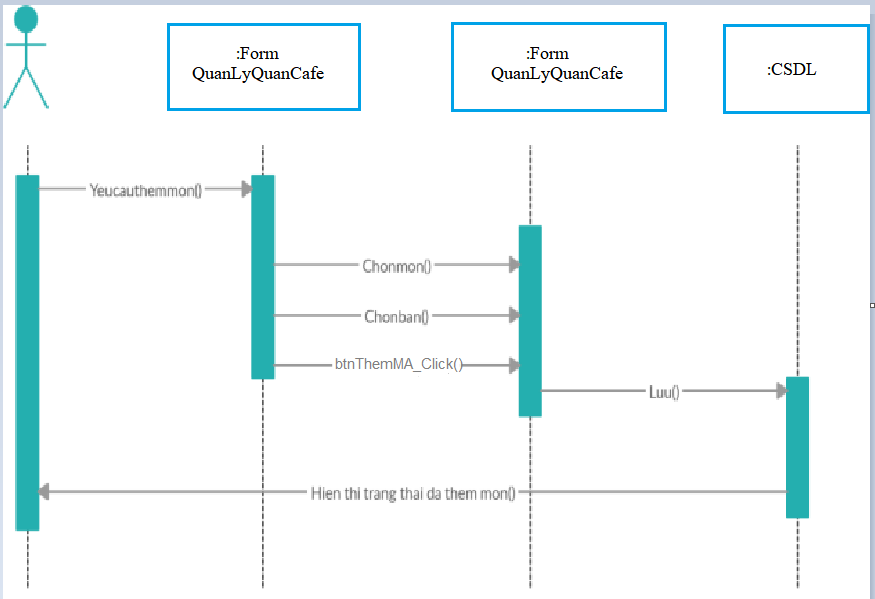 :Form
QuanLyQuanCafe
:Form
QuanLyQuanCafe
:CSDL
Yeucauthemmon()
Chonmon()
Chonban()
btnThemMA_Click()
Luu()
Hien thi trang thai da them mon()